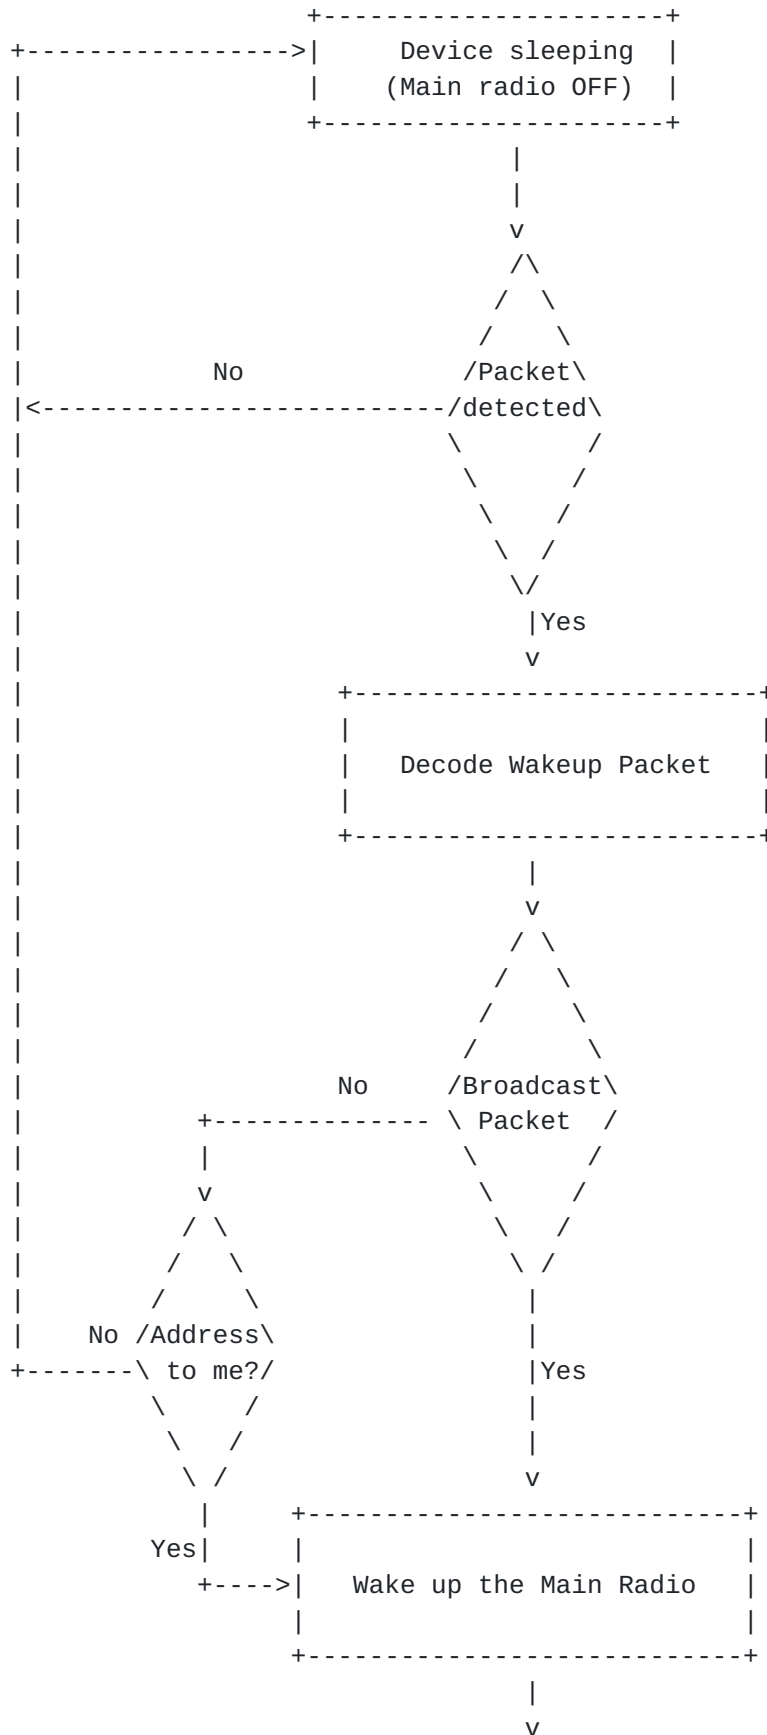 Device sleeping
(Main radio OFF)
No
Packet
detected
Yes
Decode Wakeup Packet
No
Broadcast
Packet
No
Address
to me?
Yes
Yes
Wake up the Main Radio